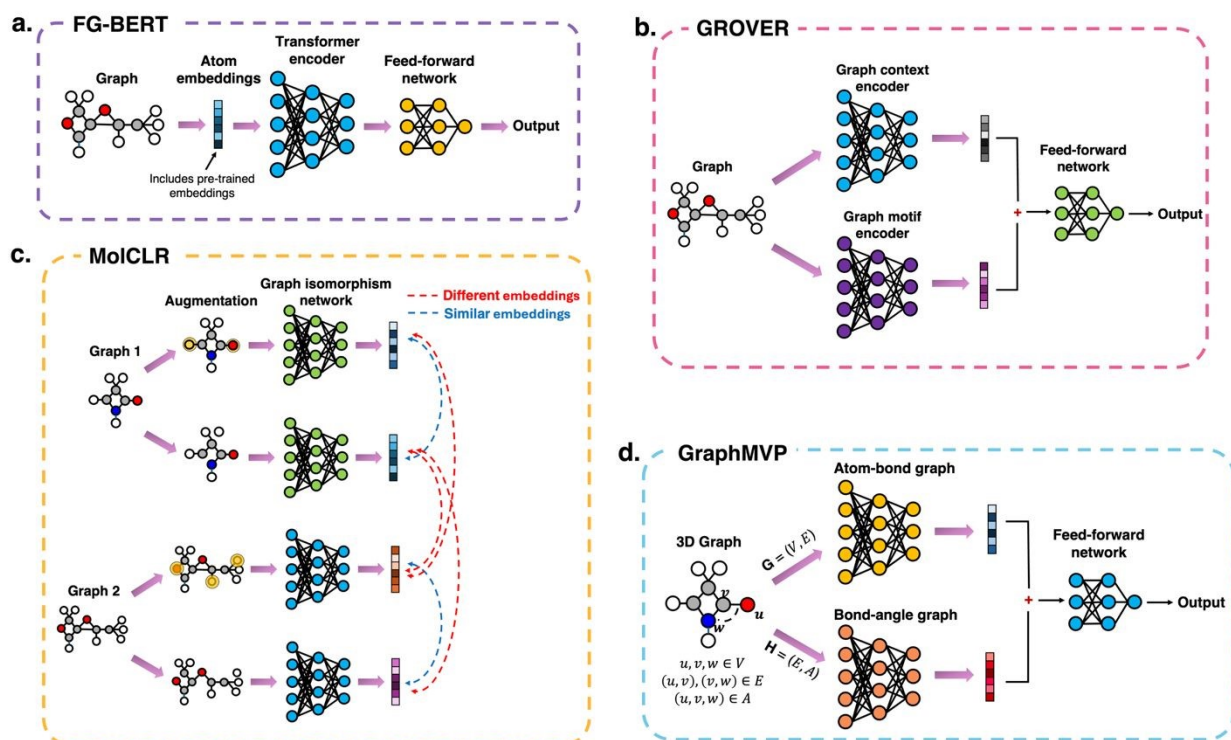 a.
FG-BERT
Graph
Atom
embeddings
Transformer
encoder
Feed-forward
network
Output
Includes pre-trained
embeddings
b.
GROVER
Graph
Graph context
encoder
Graph motif
encoder
+
Feed-forward
network
Output
c.
MolCLR
Augmentation
Graph isomorphism
network
Different embeddings
Similar embeddings
Graph 1
Graph 2
d.
GraphMVP
3D Graph
v
u
w
u, v, w ∈ V
(u, v), (v, w) ∈ E
(u, v, w) ∈ A
G = (V, E)
H = (E, A)
Atom-bond graph
Bond-angle graph
+
Feed-forward
network
Output